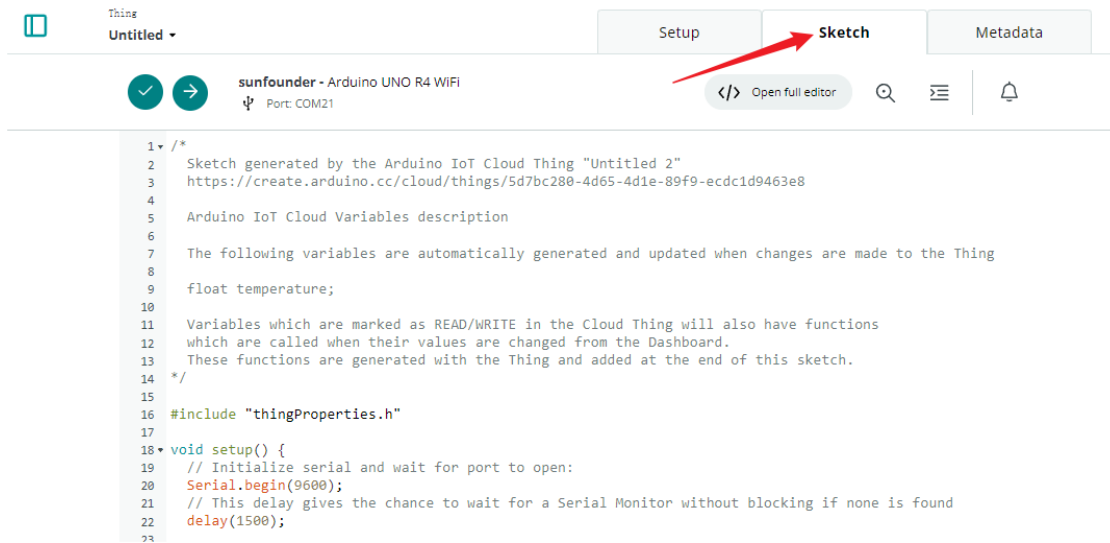 Thing
Untitled
Setup
Sketch
Metadata
sunfounder - Arduino UNO R4 WiFi
Port: COM21
</> Open full editor
1 /*
2 Sketch generated by the Arduino IoT Cloud Thing "Untitled 2"
3 https://create.arduino.cc/cloud/things/5d7bc280-4d65-4d1e-89f9-ecdc1d9463e8
4
5 Arduino IoT Cloud Variables description
6
7 The following variables are automatically generated and updated when changes are made to the Thing
8
9 float temperature;
10
11 Variables which are marked as READ/WRITE in the Cloud Thing will also have functions
12 which are called when their values are changed from the Dashboard.
13 These functions are generated with the Thing and added at the end of this sketch.
14 */
15
16 #include "thingProperties.h"
17
18 void setup() {
19 // Initialize serial and wait for port to open:
20 Serial.begin(9600);
21 // This delay gives the chance to wait for a Serial Monitor without blocking if none is found
22 delay(1500);
23